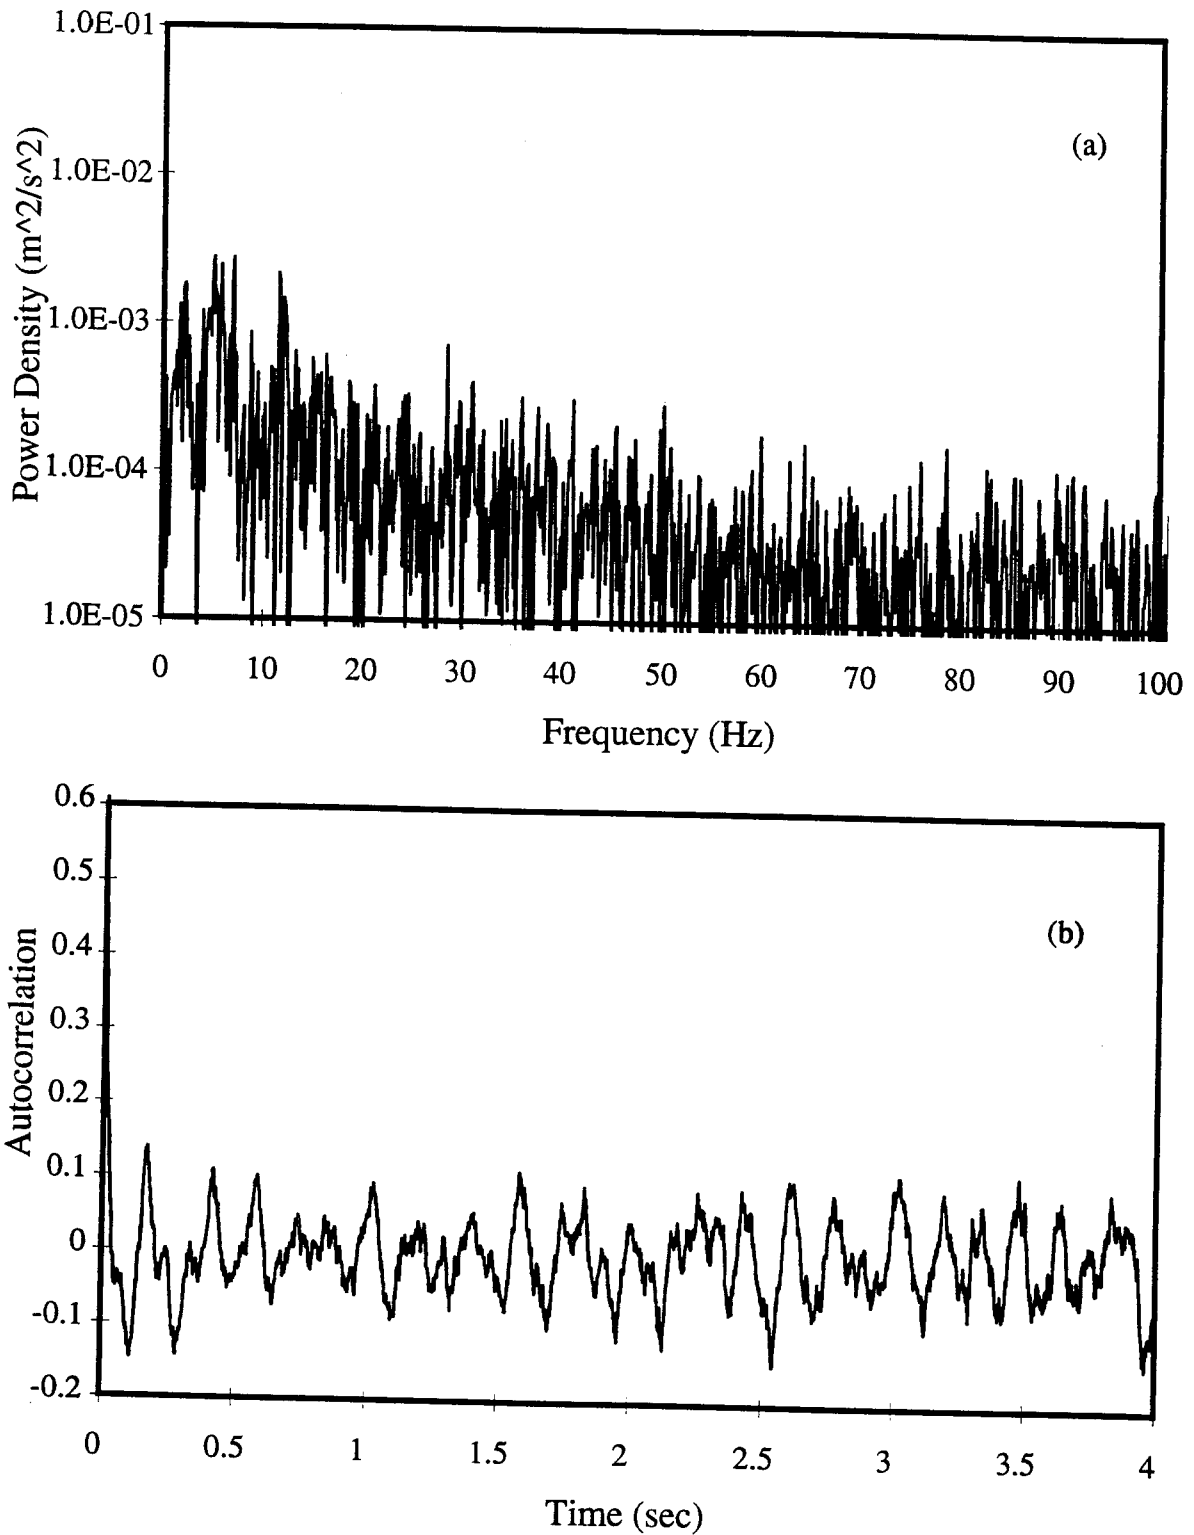 1.0E-01
(a)
1.0E-02
1.0E-03
1.0E-04
1.0E-05
Power Density (m^2/s^2)
0 10 20 30 40 50 60 70 80 90 100
Frequency (Hz)
0.6
0.5
(b)
0.4
0.3
0.2
0.1
0
-0.1
-0.2
Autocorrelation
0 0.5 1 1.5 2 2.5 3 3.5 4
Time (sec)